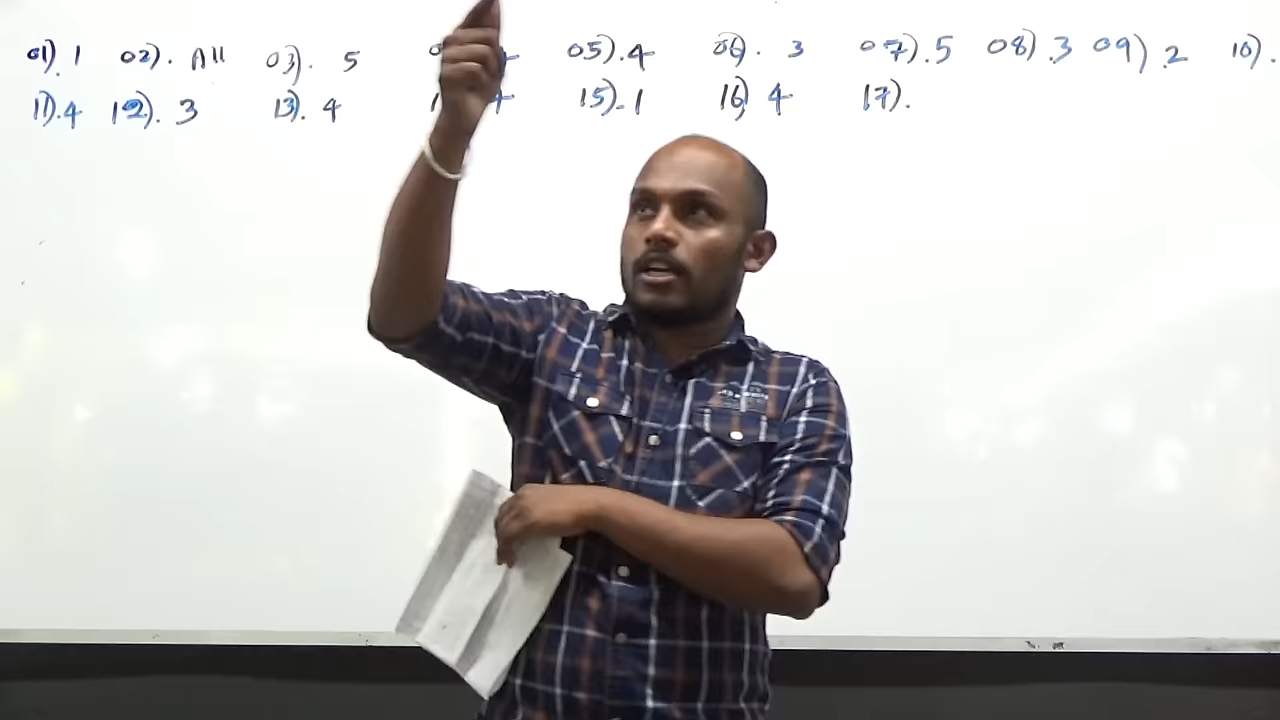 01). 1 02). All 03). 5 05). 4 06). 3 07). 5 08). 3 09) 2 10).
11). 4 12). 3 13). 4 15). 1 16) 4 17).